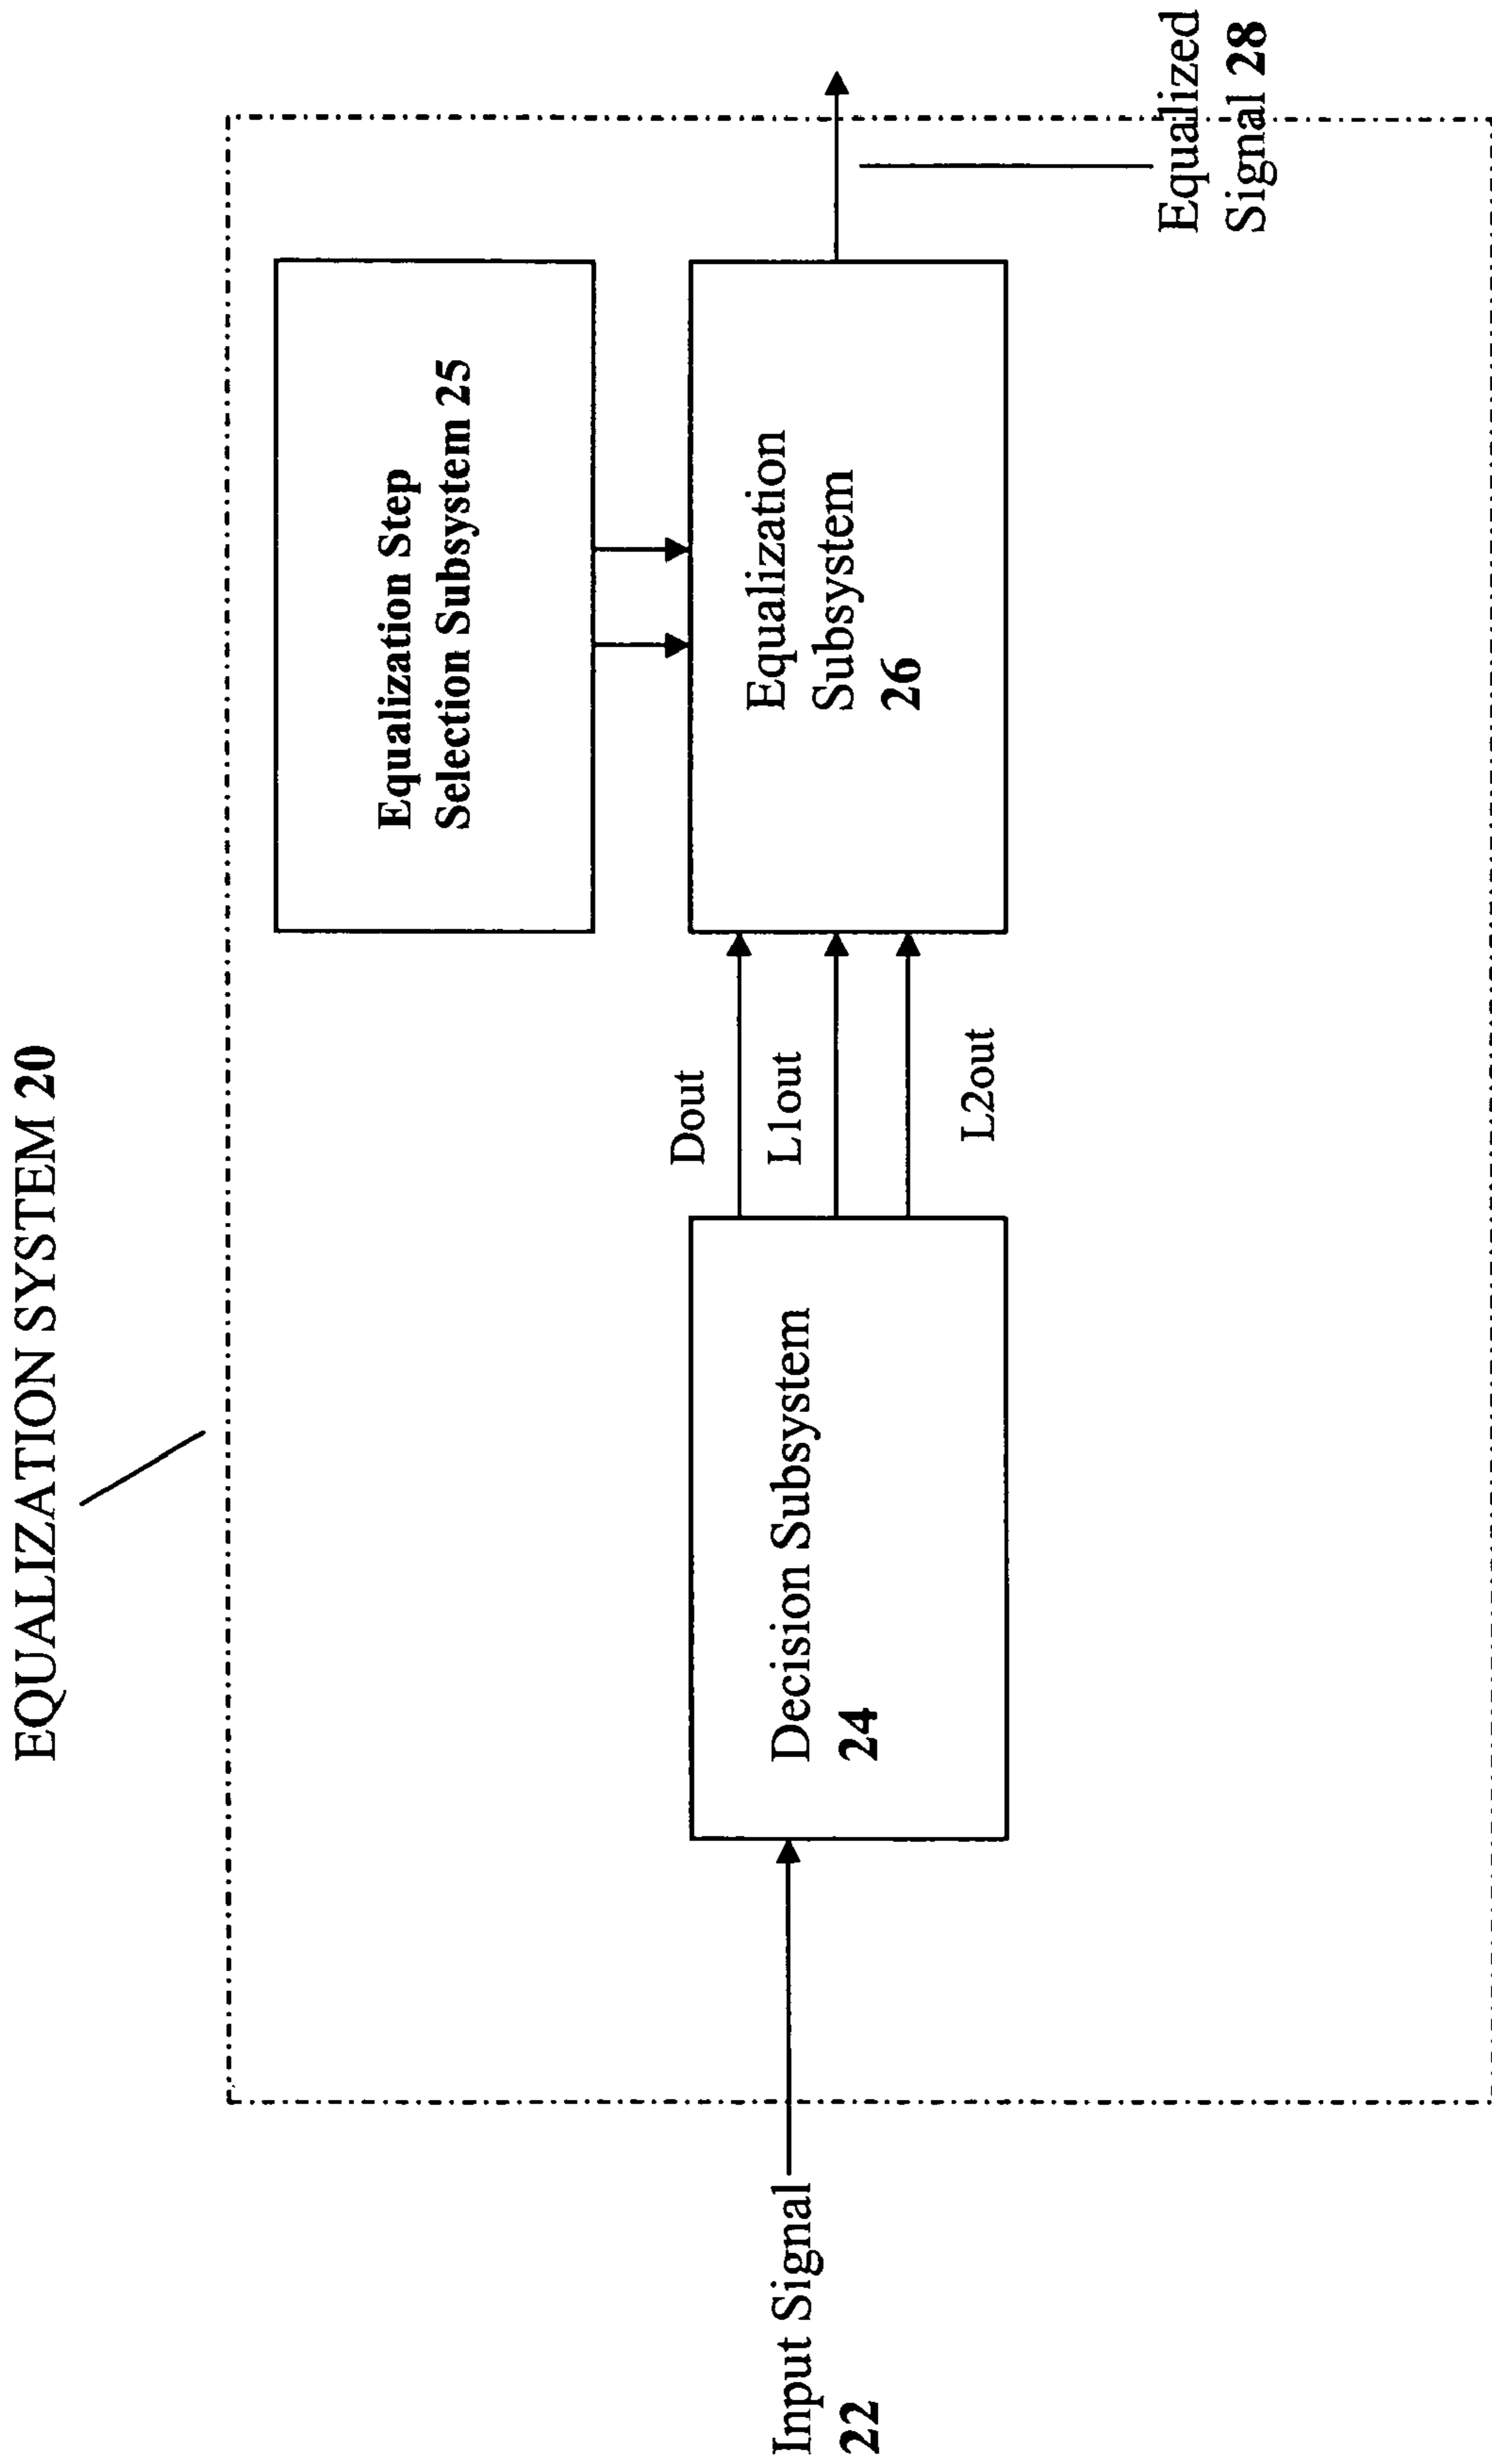 EQUALIZATION SYSTEM 20
Equalization Step
Selection Subsystem 25
Input Signal
22
Decision Subsystem
24
Dout
L1out
L2out
Equalization
Subsystem
26
Equalized
Signal 28